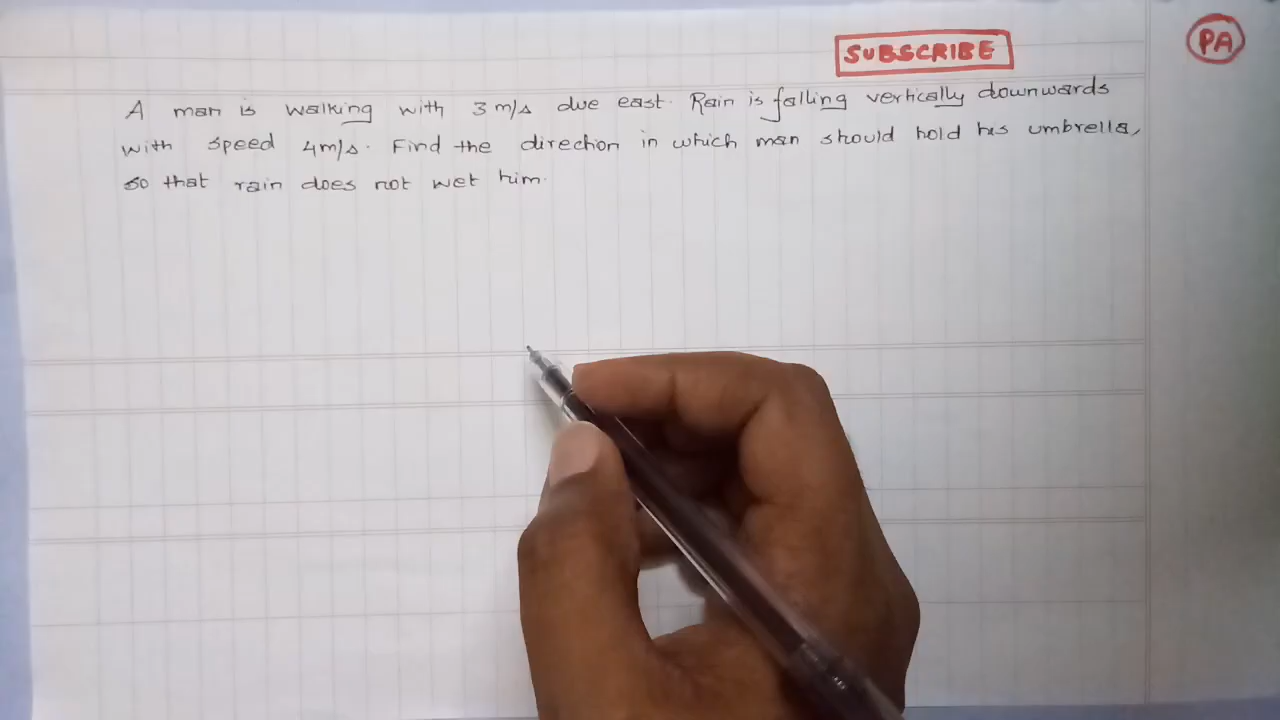 SUBSCRIBE
PA
A man is walking with 3 m/s due east. Rain is falling vertically downwards
with speed 4m/s. Find the direction in which man should hold his umbrella,
so that rain does not wet him.